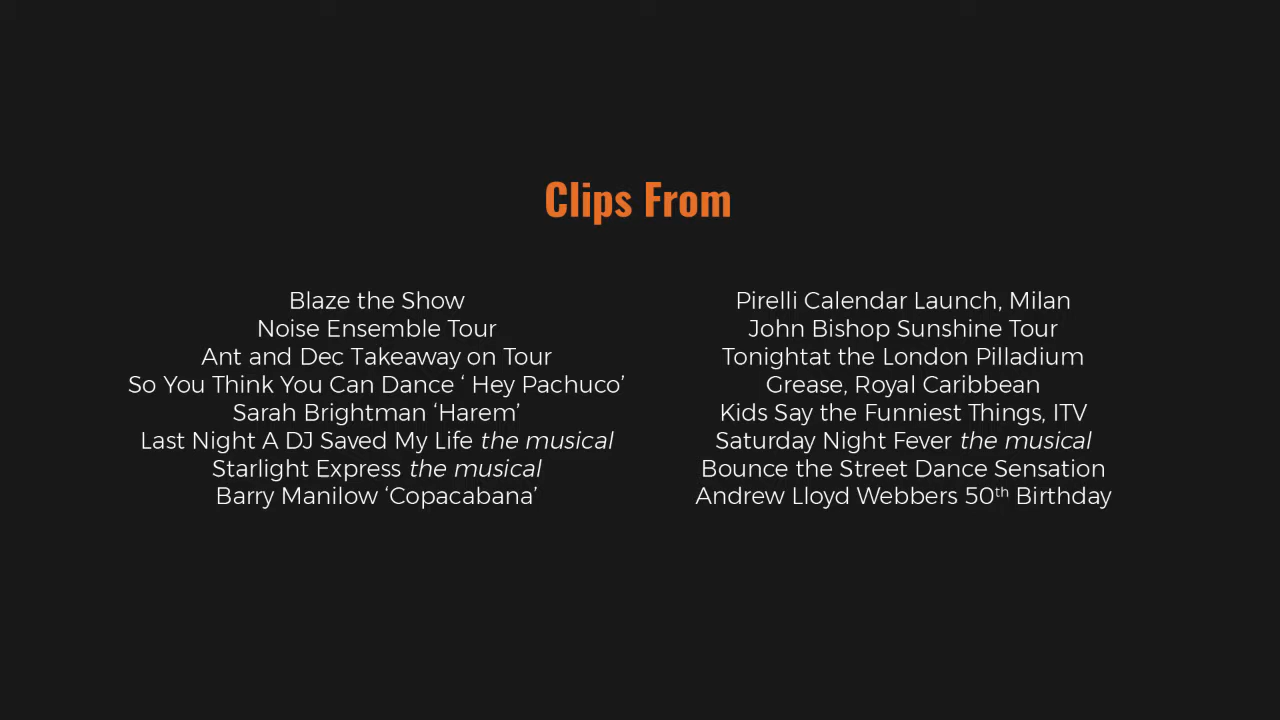 Clips From
Blaze the Show
Noise Ensemble Tour
Ant and Dec Takeaway on Tour
So You Think You Can Dance ‘ Hey Pachuco’
Sarah Brightman ‘Harem’
Last Night A DJ Saved My Life the musical
Starlight Express the musical
Barry Manilow ‘Copacabana’
Pirelli Calendar Launch, Milan
John Bishop Sunshine Tour
Tonightat the London Pilladium
Grease, Royal Caribbean
Kids Say the Funniest Things, ITV
Saturday Night Fever the musical
Bounce the Street Dance Sensation
Andrew Lloyd Webbers 50th Birthday